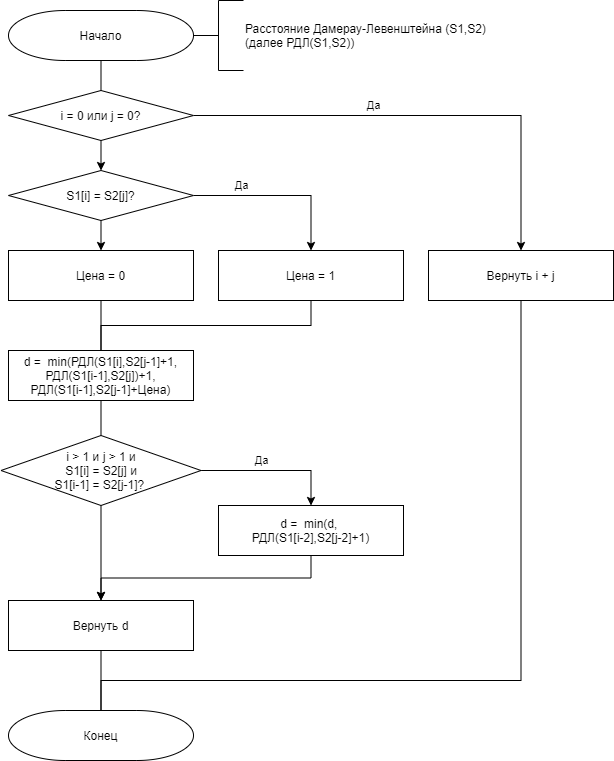 Начало
Расстояние Дамерау-Левенштейна (S1,S2)
(далее РДЛ(S1,S2))
i = 0 или j = 0?
Да
S1[i] = S2[j]?
Да
Цена = 0
Цена = 1
Вернуть i + j
d = min(РДЛ(S1[i],S2[j-1]+1,
РДЛ(S1[i-1],S2[j])+1,
РДЛ(S1[i-1],S2[j-1]+Цена)
i > 1 и j > 1 и
S1[i] = S2[j] и
S1[i-1] = S2[j-1]?
Да
d = min(d,
РДЛ(S1[i-2],S2[j-2]+1)
Вернуть d
Конец